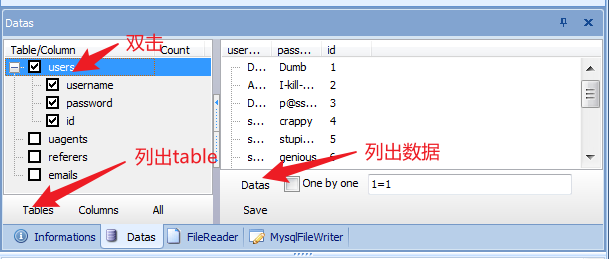 Datas
双击
Table/Column Count
users
username
password
id
uagents
referers
emails
列出table
Tables Columns All
user... pass... id
D... Dumb 1
A... I-kill-... 2
D... p@ss... 3
s... crappy 4
s... stupi... 5
s... genious 6
列出数据
Datas One by one 1=1
Save
Informations Datas FileReader MysqlFileWriter